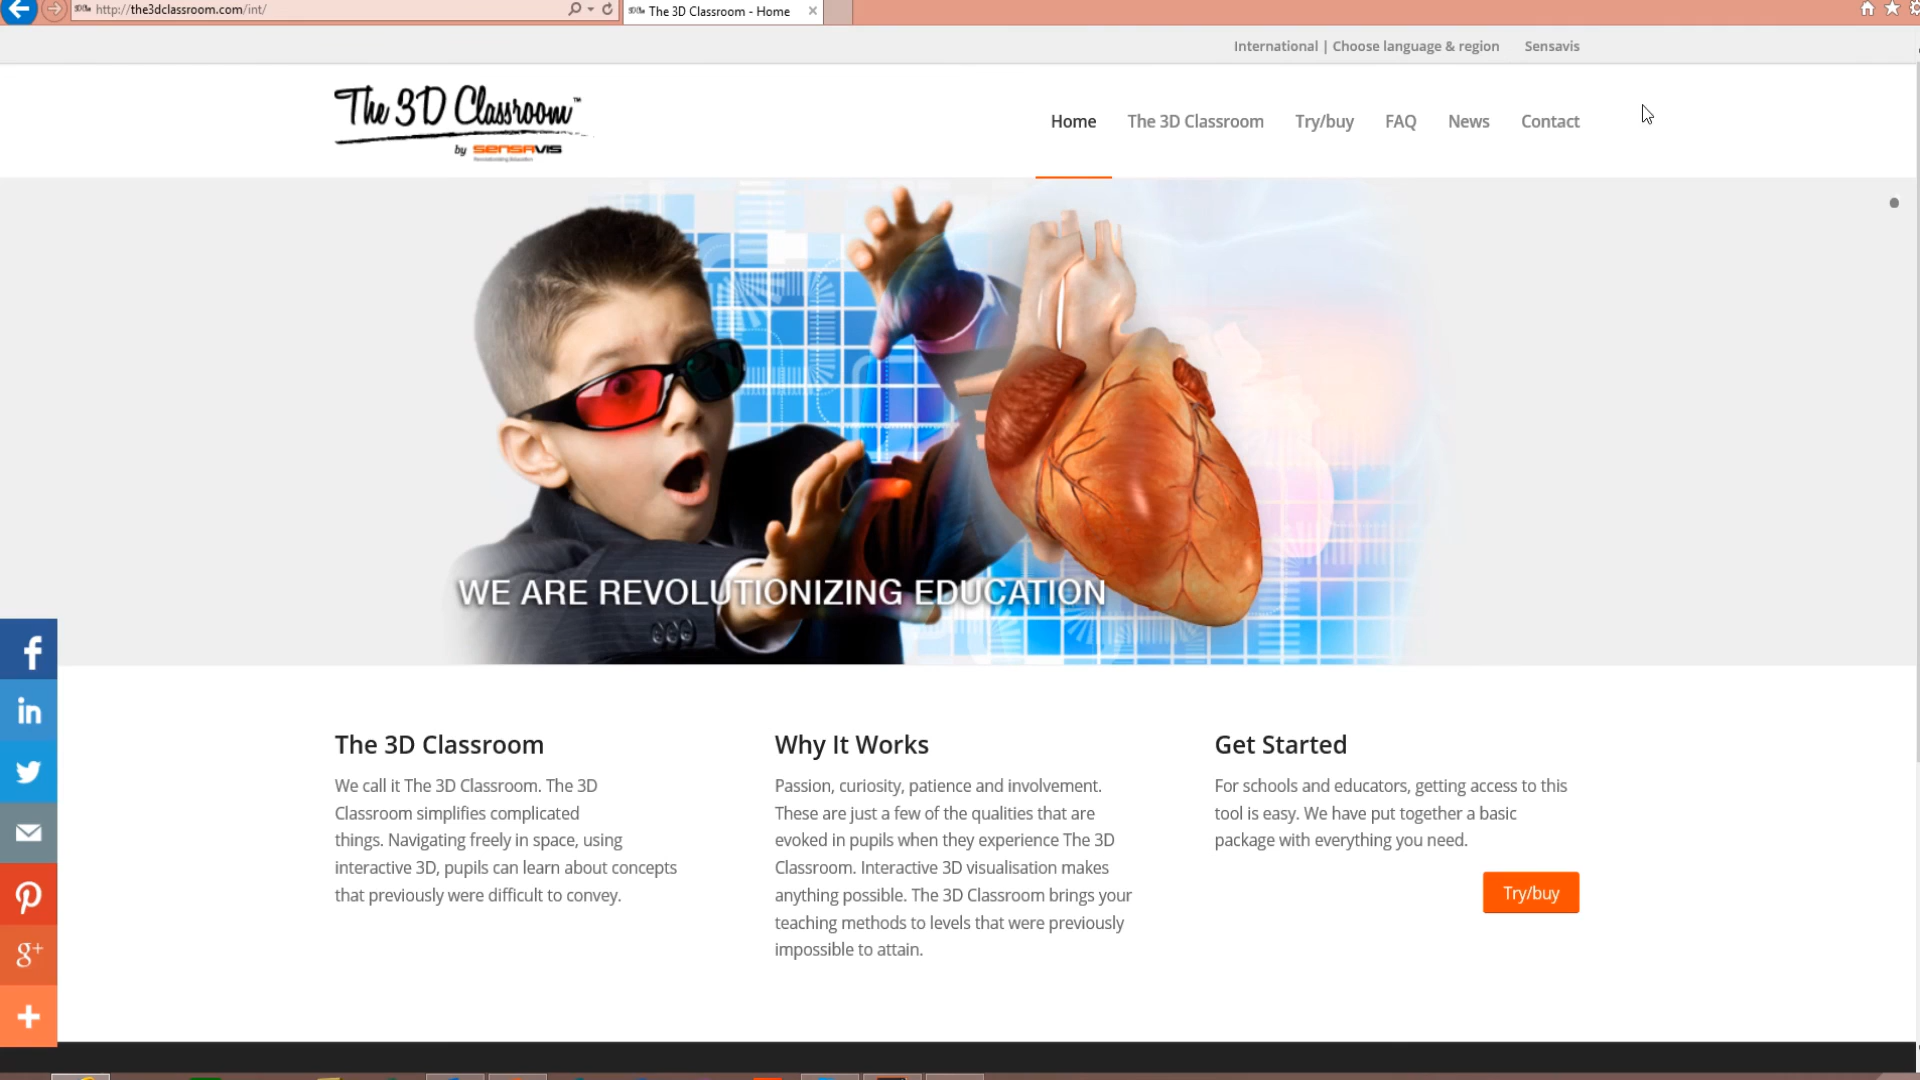 http://the3dclassroom.com/int/
The 3D Classroom - Home
International | Choose language & region
Sensavis
The 3D Classroom™
by SENSAVIS
Revolutionizing Education
Home
The 3D Classroom
Try/buy
FAQ
News
Contact
WE ARE REVOLUTIONIZING EDUCATION
The 3D Classroom
We call it The 3D Classroom. The 3D
Classroom simplifies complicated
things. Navigating freely in space, using
interactive 3D, pupils can learn about concepts
that previously were difficult to convey.
Why It Works
Passion, curiosity, patience and involvement.
These are just a few of the qualities that are
evoked in pupils when they experience The 3D
Classroom. Interactive 3D visualisation makes
anything possible. The 3D Classroom brings your
teaching methods to levels that were previously
impossible to attain.
Get Started
For schools and educators, getting access to this
tool is easy. We have put together a basic
package with everything you need.
Try/buy